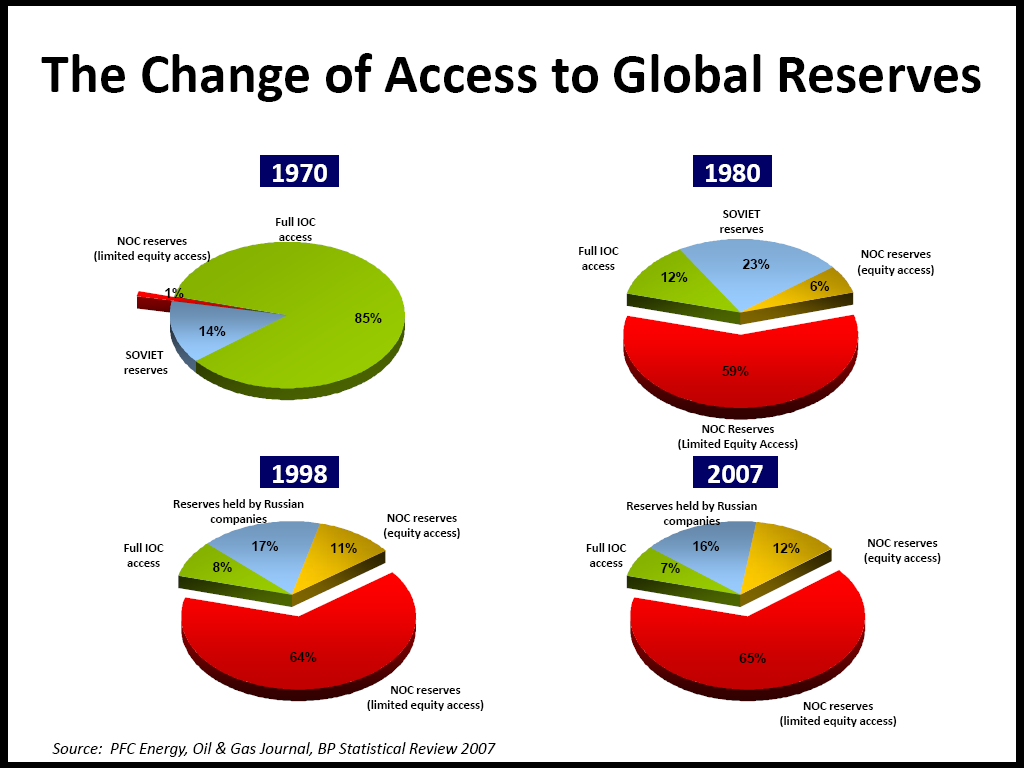 The Change of Access to Global Reserves
1970
Full IOC
access
NOC reserves
(limited equity access)
1%
85%
14%
SOVIET
reserves
1980
SOVIET
reserves
Full IOC
access
NOC reserves
(equity access)
12%
23%
6%
59%
NOC Reserves
(Limited Equity Access)
1998
Reserves held by Russian
companies
NOC reserves
(equity access)
Full IOC
access
17%
11%
8%
64%
NOC reserves
(limited equity access)
2007
Reserves held by Russian
companies
NOC reserves
(equity access)
Full IOC
access
16%
12%
7%
65%
NOC reserves
(limited equity access)
Source: PFC Energy, Oil & Gas Journal, BP Statistical Review 2007